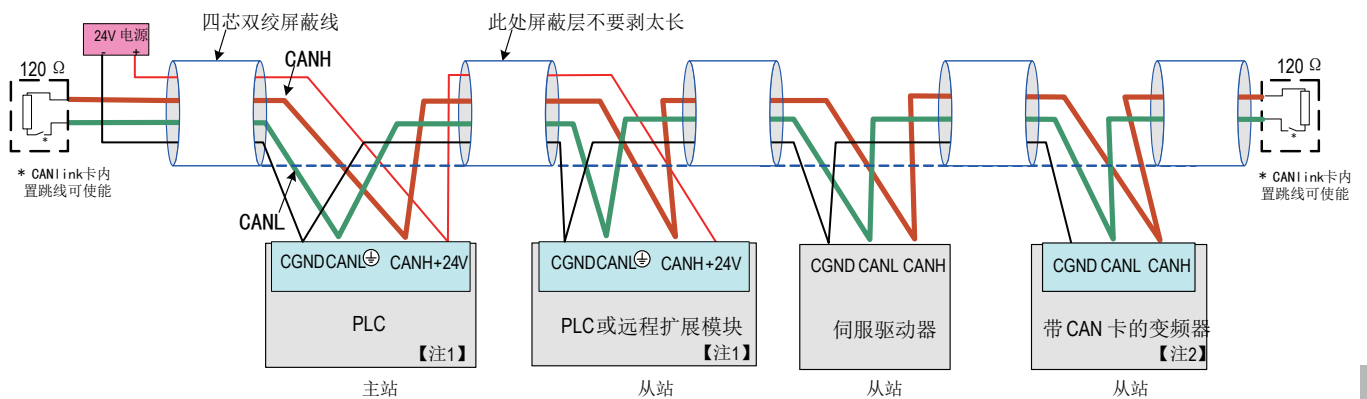 四芯双绞屏蔽线
此处屏蔽层不要剥太长
24V 电源
- +
CANH
120 Ω
120 Ω
*
*
* CANlink卡内
置跳线可使能
* CANlink卡内
置跳线可使能
CANL
CGND CANL CANH +24V
CGND CANL CANH +24V
CGND CANL CANH
CGND CANL CANH
PLC
【注1】
PLC或远程扩展模块
【注1】
伺服驱动器
带 CAN 卡的变频器
【注2】
主站
从站
从站
从站